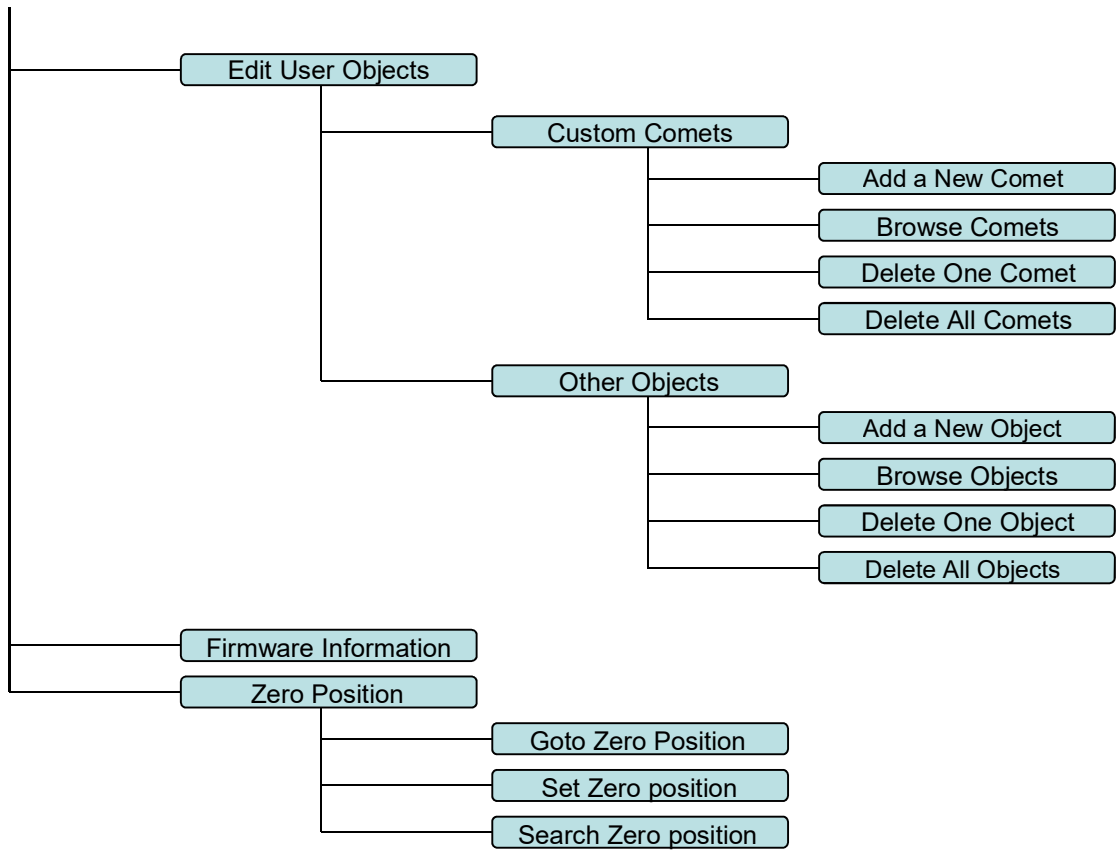 Edit User Objects
Custom Comets
Add a New Comet
Browse Comets
Delete One Comet
Delete All Comets
Other Objects
Add a New Object
Browse Objects
Delete One Object
Delete All Objects
Firmware Information
Zero Position
Goto Zero Position
Set Zero position
Search Zero position